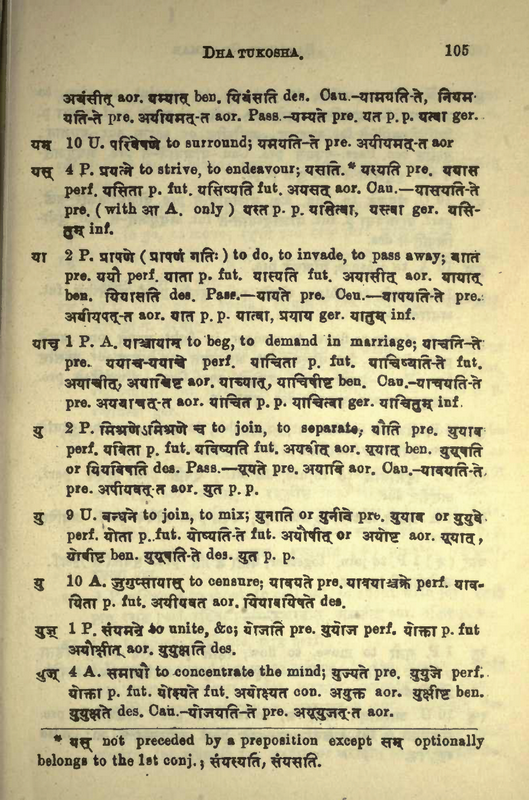 DHATUKOSHA. 105
अबंसीत् aor. यम्यात् ben. यिबंसति des. Cau.-यामयति-ते, नियम-
यति-ते pre. अयीयमत्-त aor. Pass.-यम्यते pre. यत p. p. यत्वा ger.
यम् 10 U. परिबेषणे to surround; यमयति-ते pre. अयीयमत्-त aor
यस् 4 P. प्रयत्ने to strive, to endeavour; यसति.* यस्यति pre. ययास
perf. यसिता p. fut. यसिष्यति fut. अयसत् aor. Cau.—यासयति-ते
pre. ( with आ A. only ) यस्त p. p. यसित्वा, यस्त्वा ger. यसि-
तुम् inf.
या 2 P. प्रापणे ( प्रापणं गतिः ) to do, to invade, to pass away; याति
pre. ययौ perf. याता p. fut. यास्यति fut. अयासीत् aor. यायात्
ben. यियासति des. Pass.—यायते pre. Ceu.—यापयति-ते pre.
अयीयपत्-त aor. यात p. p. यात्वा, प्रयाय ger. यातुम् inf.
याच् 1 P. A. याच्ञायाम् to beg, to demand in marriage; याचति-ते
pre. ययाच-ययाचे perf. याचिता p. fut. याचिष्यति-ते fut.
अयाचीत्, अयाचिष्ट aor. याच्यात्, याचिषीष्ट ben. Cau.—याचयति-ते
pre. अययाचत्-त aor. याचित p. p. याचित्वा ger. याचितुम् inf.
यु 2 P. मिश्रणेऽमिश्रणे च to join, to separate, यौति pre. युयाव
perf. यविता p. fut. यविष्यति fut. अयवीत् aor. यूयात् ben. युयूषति
or यियविषति des. Pass.—यूयते pre. अयावि aor. Cau.—यावयति-ते
pre. अयीयवत्-त aor. युत p. p.
यु 9 U. बन्धने to join, to mix; युनाति or युनीते pre. युयाव or युयुवे
perf. योता p. fut. योष्यति-ते fut. अयौषीत् or अयोष्ट aor. यूयात्,
योषीष्ट ben. युयूषति-ते des. युत p. p.
यु 10 A. जुगुप्सायाम् to censure; यावयते pre. यावयाञ्चक्रे perf. याव-
यिता p. fut. अयीयवत aor. यियावयिषते des.
युज् 1 P. संयमने to unite, &c; योजति pre. युयोज perf. योक्ता p. fut
अयौक्षीत् aor. युयुक्षति des.
युज् 4 A. समाधौ to concentrate the mind; युज्यते pre. युयुजे perf.
योक्ता p. fut. योक्ष्यते fut. अयोक्ष्यत con. अयुक्त aor. युक्षीष्ट ben.
युयुक्षते des. Cau.-योजयति-ते pre. अयूयुजत्-त aor.
* यस् not preceded by a preposition except सम् optionally
belongs to the 1st conj.; संयस्यति, संयसति.